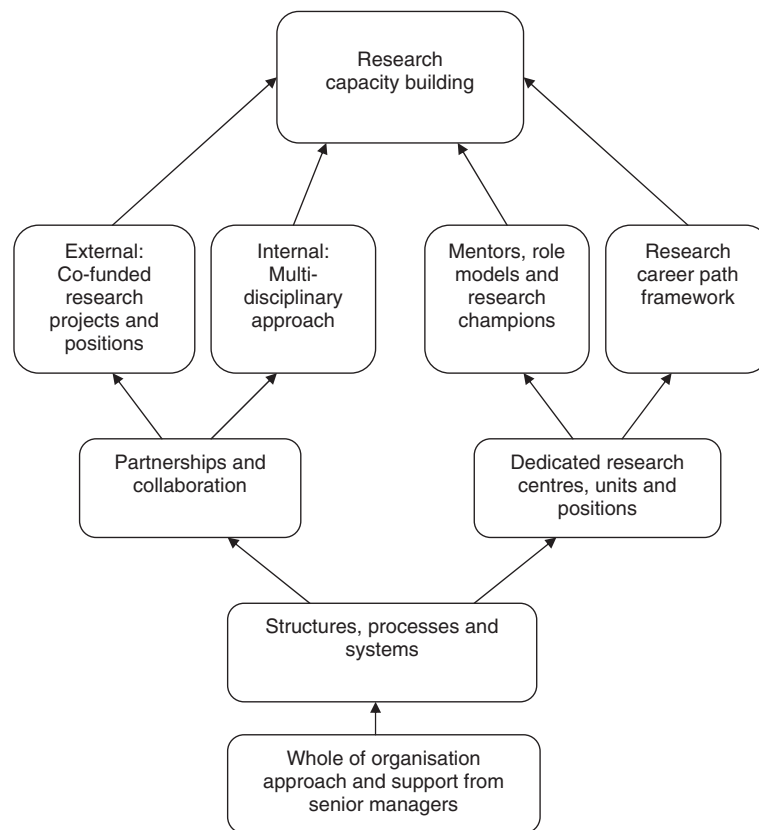 Research
capacity building
External:
Co-funded
research
projects and
positions
Internal:
Multi-
disciplinary
approach
Mentors, role
models and
research
champions
Research
career path
framework
Partnerships and
collaboration
Dedicated research
centres, units and
positions
Structures, processes and
systems
Whole of organisation
approach and support from
senior managers